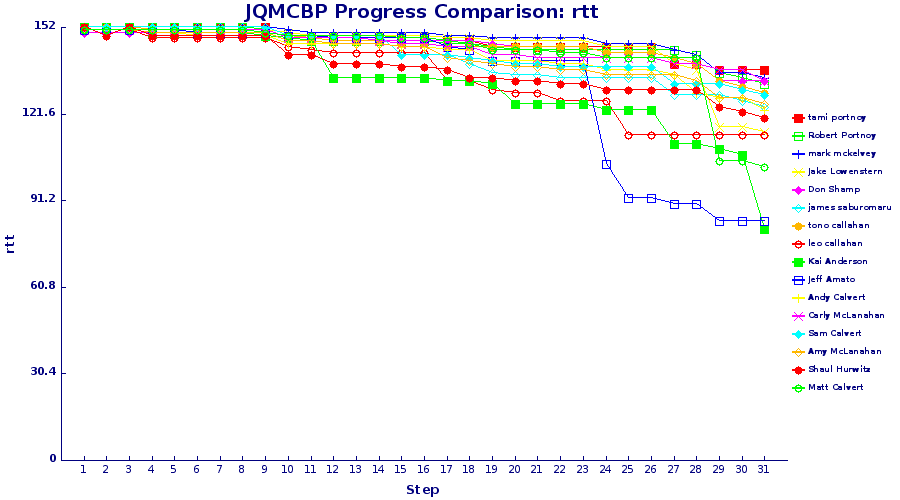 JQMCBP Progress Comparison: rtt
152
121.6
91.2
60.8
30.4
0
rtt
1 2 3 4 5 6 7 8 9 10 11 12 13 14 15 16 17 18 19 20 21 22 23 24 25 26 27 28 29 30 31
Step
tami portnoy
Robert Portnoy
mark mckelvey
Jake Lowenstern
Don Shamp
james saburomaru
tono callahan
leo callahan
Kai Anderson
Jeff Amato
Andy Calvert
Carly McLanahan
Sam Calvert
Amy McLanahan
Shaul Hurwitz
Matt Calvert